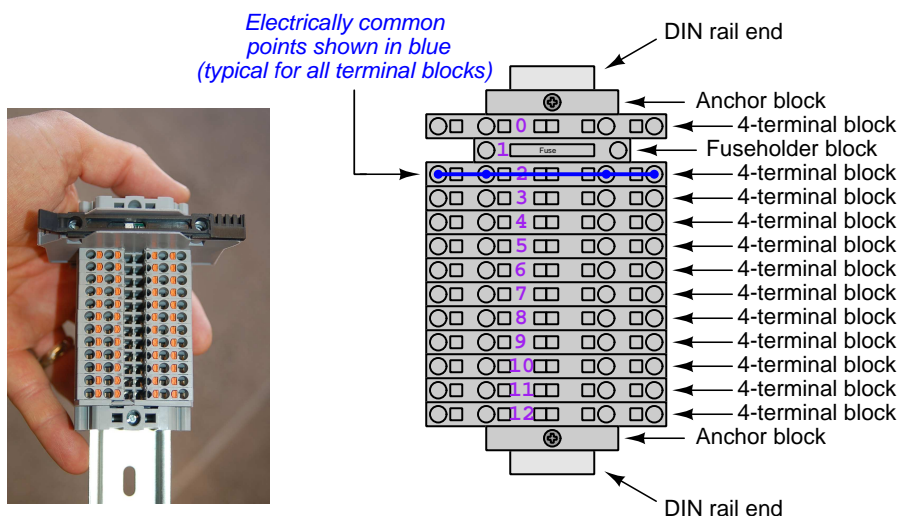 Electrically common
points shown in blue
(typical for all terminal blocks)
DIN rail end
Anchor block
0
4-terminal block
1
Fuse
Fuseholder block
2
4-terminal block
3
4-terminal block
4
4-terminal block
5
4-terminal block
6
4-terminal block
7
4-terminal block
8
4-terminal block
9
4-terminal block
10
4-terminal block
11
4-terminal block
12
4-terminal block
Anchor block
DIN rail end